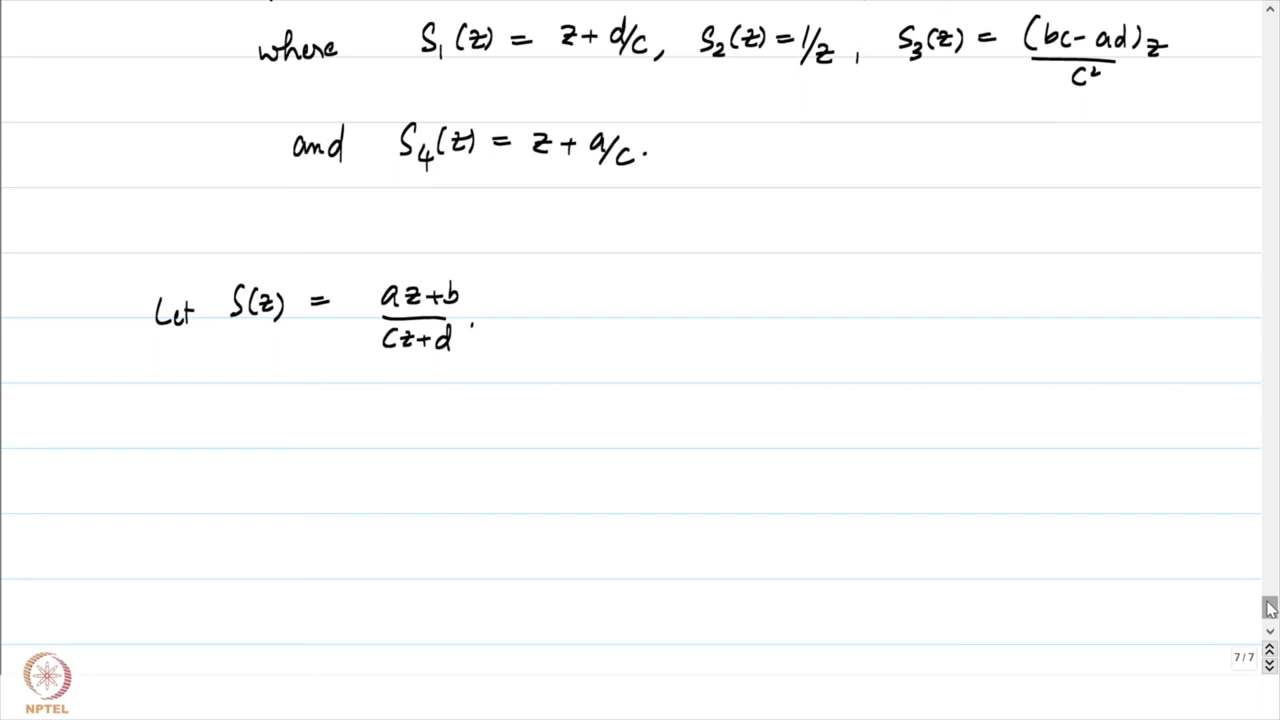 where S₁(z) = z + d/c, S₂(z) = 1/z, S₃(z) = (bc - ad)z / c²
and S₄(z) = z + a/c.
Let S(z) = az+b / cz+d.
7 / 7
NPTEL